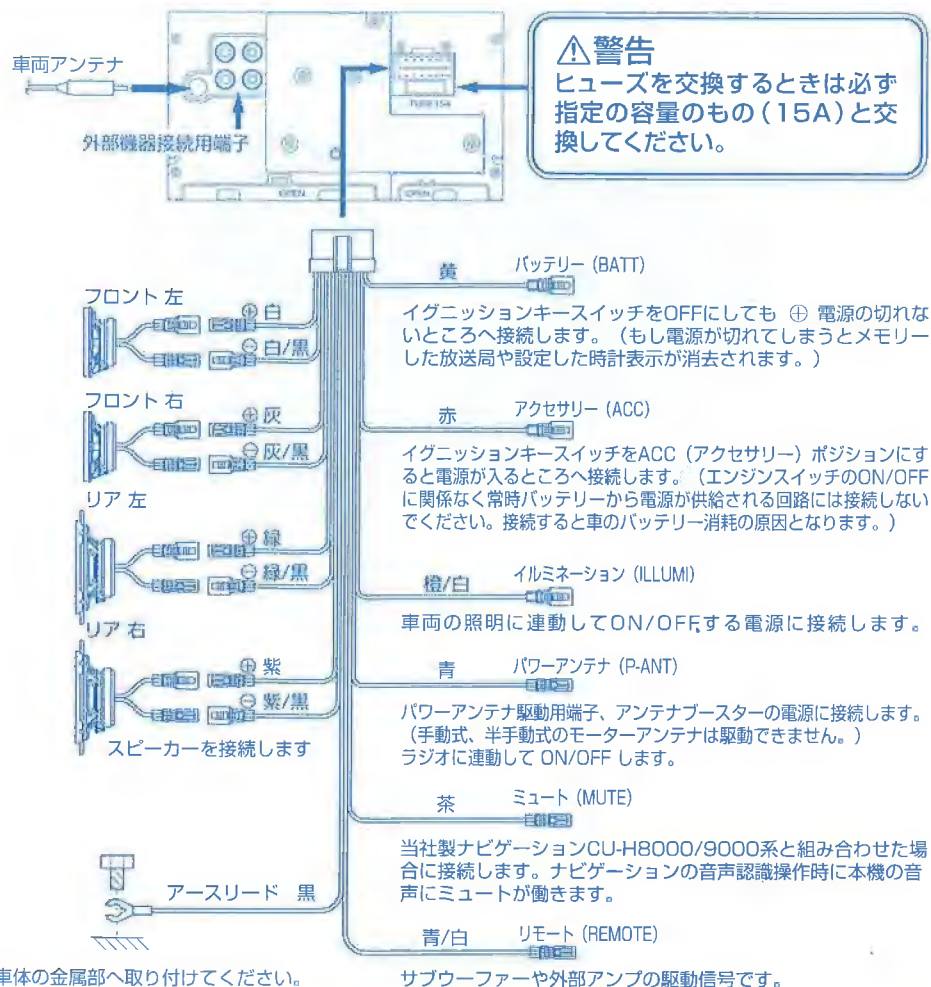 車両アンテナ
外部機器接続用端子
FUSE 15A
OPEN
OPEN
⚠警告
ヒューズを交換するときは必ず
指定の容量のもの(15A)と交
換してください。
フロント 左
⊕ 白
⊖ 白/黒
フロント 右
⊕ 灰
⊖ 灰/黒
リア 左
⊕ 緑
⊖ 緑/黒
リア 右
⊕ 紫
⊖ 紫/黒
スピーカーを接続します
アースリード 黒
車体の金属部へ取り付けてください。
黄 バッテリー (BATT)
イグニッションキースイッチをOFFにしても ⊕ 電源の切れな
いところへ接続します。(もし電源が切れてしまうとメモリー
した放送局や設定した時計表示が消去されます。)
赤 アクセサリー (ACC)
イグニッションキースイッチをACC(アクセサリー)ポジションにす
ると電源が入るところへ接続します。(エンジンスイッチのON/OFF
に関係なく常時バッテリーから電源が供給される回路には接続しない
でください。接続すると車のバッテリー消耗の原因となります。)
橙/白 イルミネーション (ILLUMI)
車両の照明に連動してON/OFFする電源に接続します。
青 パワーアンテナ (P-ANT)
パワーアンテナ駆動用端子、アンテナブースターの電源に接続します。
(手動式、半手動式のモーターアンテナは駆動できません。)
ラジオに連動して ON/OFF します。
茶 ミュート (MUTE)
当社製ナビゲーションCU-H8000/9000系と組み合わせた場
合に接続します。ナビゲーションの音声認識操作時に本機の音
声にミュートが働きます。
青/白 リモート (REMOTE)
サブウーファーや外部アンプの駆動信号です。